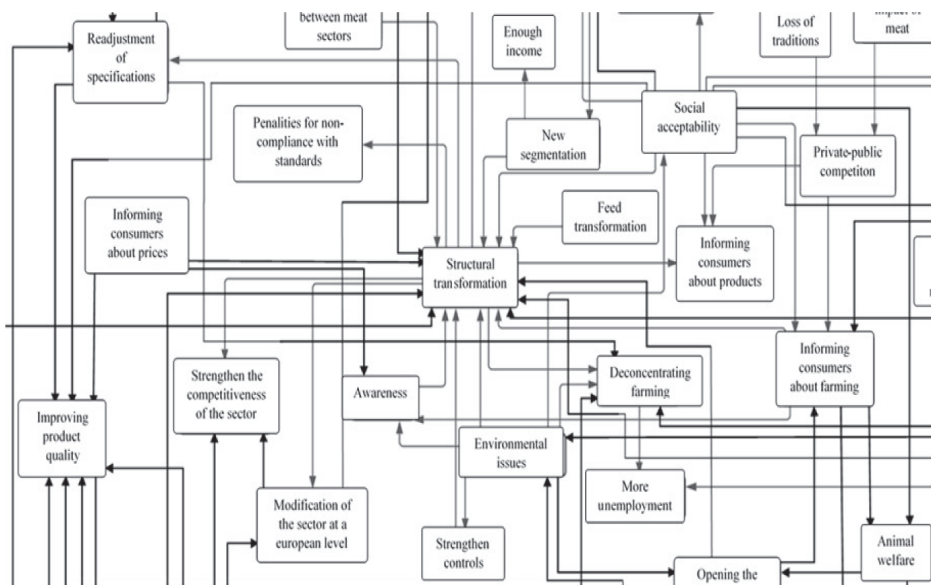 between meat
sectors
Readjustment
of
specifications
Enough
income
Loss of
traditions
impact of
meat
Penalities for non-
compliance with
standards
New
segmentation
Social
acceptability
Private-public
competiton
Informing
consumers
about prices
Feed
transformation
Informing
consumers
about products
Structural
transformation
Informing
consumers
about farming
Strengthen the
competitiveness
of the sector
Awareness
Deconcentrating
farming
Improving
product
quality
Environmental
issues
Modification of
the sector at a
european level
More
unemployment
Strengthen
controls
Animal
welfare
Opening the